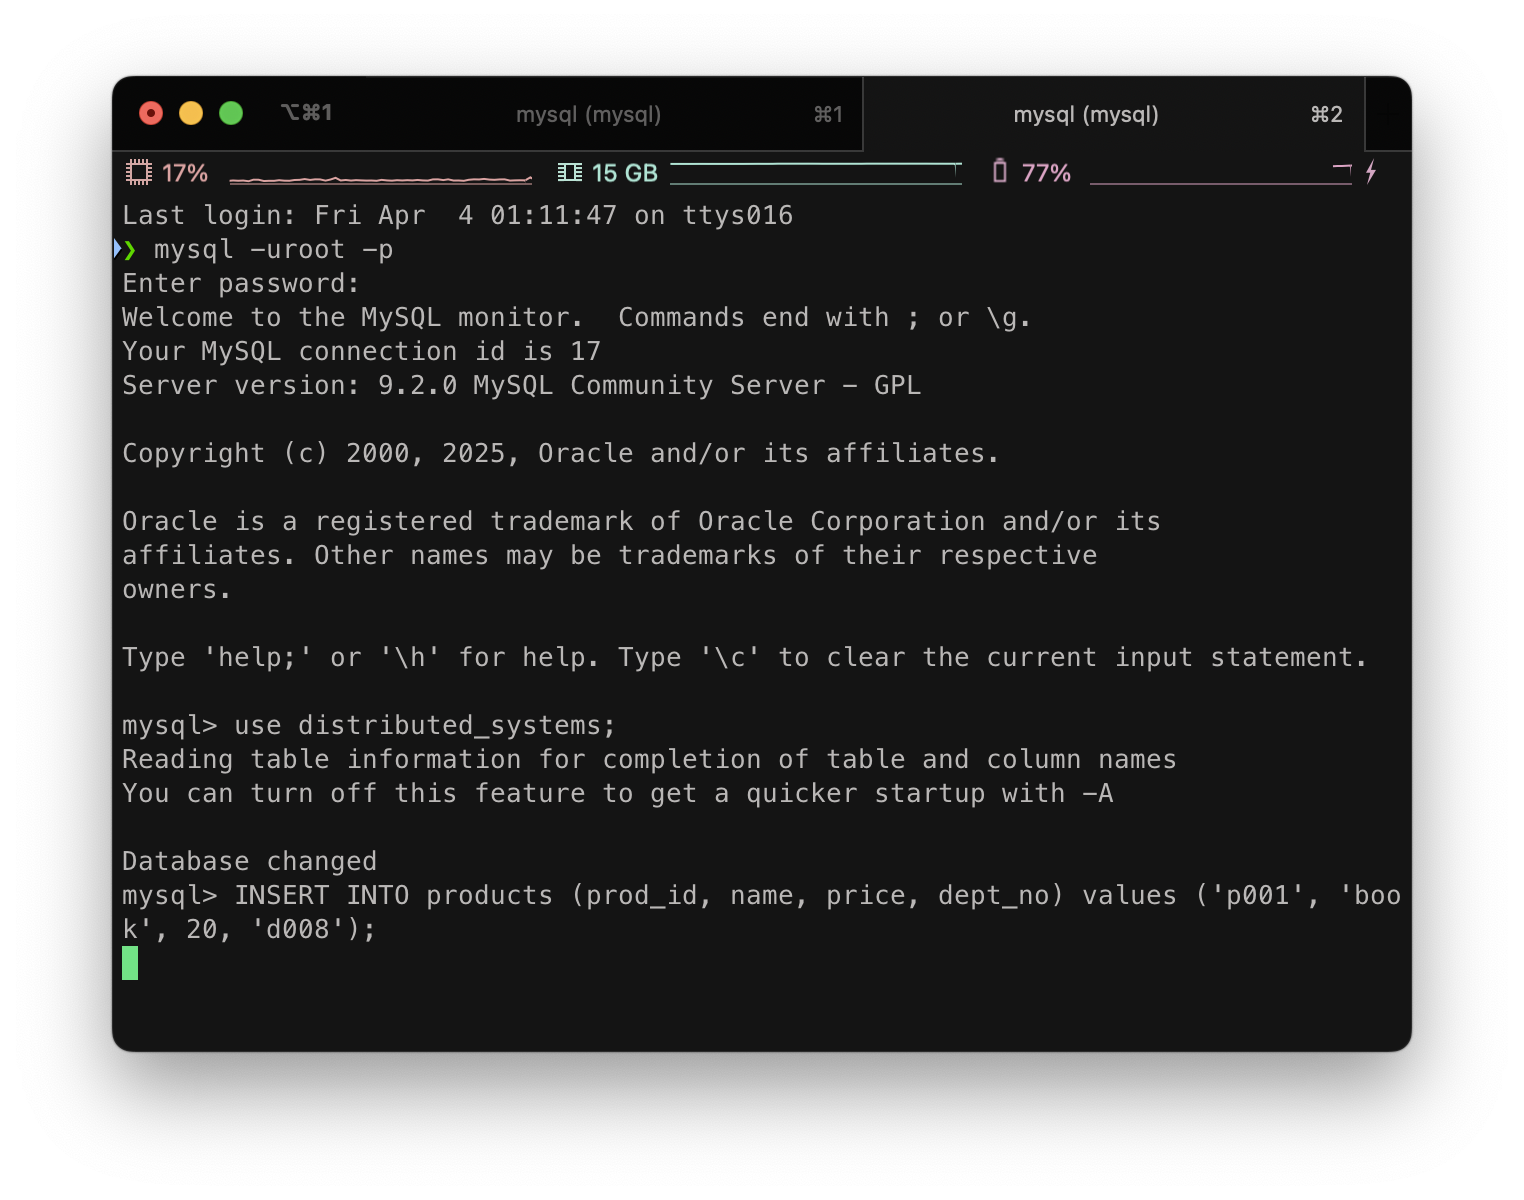 ⌥⌘1 mysql (mysql) ⌘1 mysql (mysql) ⌘2
17% 15 GB 77%
Last login: Fri Apr  4 01:11:47 on ttys016
❯ mysql -uroot -p
Enter password:
Welcome to the MySQL monitor.  Commands end with ; or \g.
Your MySQL connection id is 17
Server version: 9.2.0 MySQL Community Server - GPL
Copyright (c) 2000, 2025, Oracle and/or its affiliates.
Oracle is a registered trademark of Oracle Corporation and/or its
affiliates. Other names may be trademarks of their respective
owners.
Type 'help;' or '\h' for help. Type '\c' to clear the current input statement.
mysql> use distributed_systems;
Reading table information for completion of table and column names
You can turn off this feature to get a quicker startup with -A
Database changed
mysql> INSERT INTO products (prod_id, name, price, dept_no) values ('p001', 'boo
k', 20, 'd008');